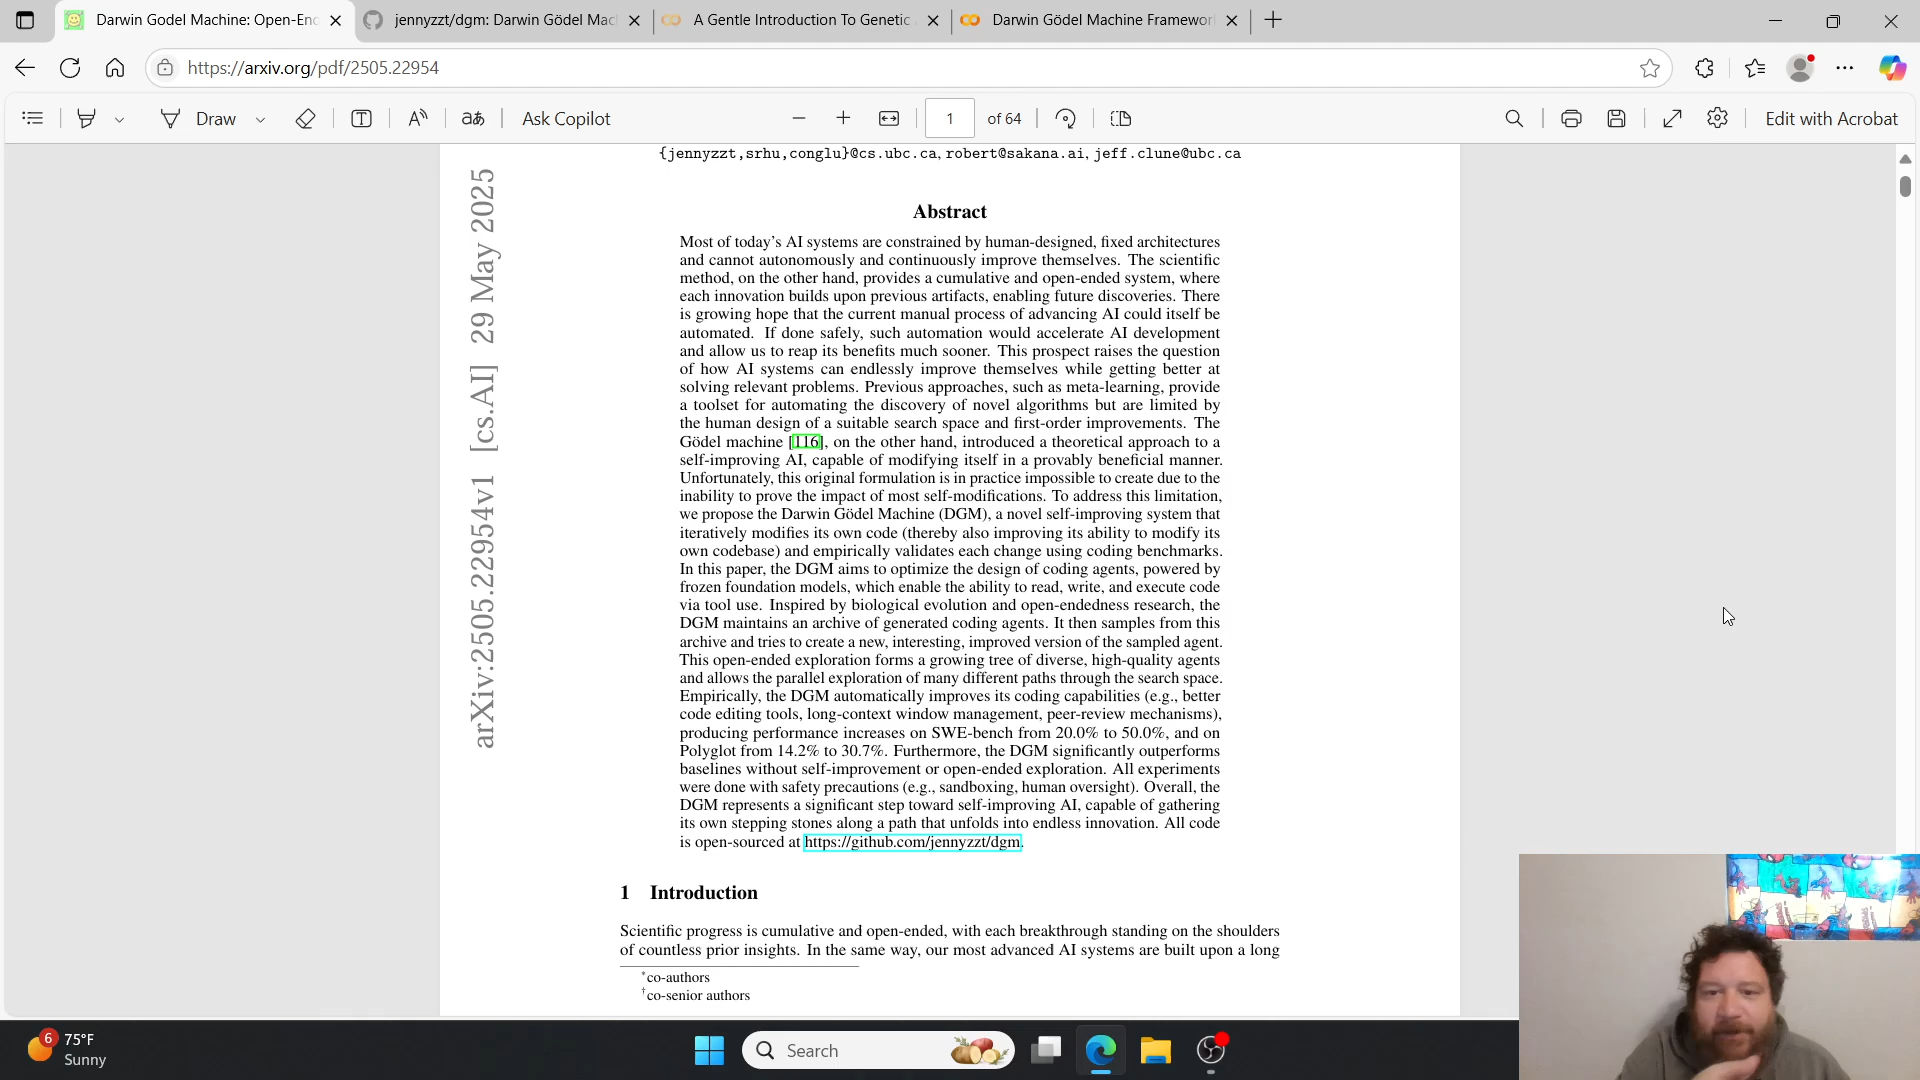 Darwin Godel Machine: Open-End
jennyzzt/dgm: Darwin Gödel Mac
A Gentle Introduction To Genetic
Darwin Gödel Machine Framewor
https://arxiv.org/pdf/2505.22954
Draw
aあ
Ask Copilot
1
of 64
Edit with Acrobat
{jennyzzt,srhu,conglu}@cs.ubc.ca, robert@sakana.ai, jeff.clune@ubc.ca
arXiv:2505.22954v1 [cs.AI] 29 May 2025
Abstract
Most of today's AI systems are constrained by human-designed, fixed architectures
and cannot autonomously and continuously improve themselves. The scientific
method, on the other hand, provides a cumulative and open-ended system, where
each innovation builds upon previous artifacts, enabling future discoveries. There
is growing hope that the current manual process of advancing AI could itself be
automated. If done safely, such automation would accelerate AI development
and allow us to reap its benefits much sooner. This prospect raises the question
of how AI systems can endlessly improve themselves while getting better at
solving relevant problems. Previous approaches, such as meta-learning, provide
a toolset for automating the discovery of novel algorithms but are limited by
the human design of a suitable search space and first-order improvements. The
Gödel machine [116], on the other hand, introduced a theoretical approach to a
self-improving AI, capable of modifying itself in a provably beneficial manner.
Unfortunately, this original formulation is in practice impossible to create due to the
inability to prove the impact of most self-modifications. To address this limitation,
we propose the Darwin Gödel Machine (DGM), a novel self-improving system that
iteratively modifies its own code (thereby also improving its ability to modify its
own codebase) and empirically validates each change using coding benchmarks.
In this paper, the DGM aims to optimize the design of coding agents, powered by
frozen foundation models, which enable the ability to read, write, and execute code
via tool use. Inspired by biological evolution and open-endedness research, the
DGM maintains an archive of generated coding agents. It then samples from this
archive and tries to create a new, interesting, improved version of the sampled agent.
This open-ended exploration forms a growing tree of diverse, high-quality agents
and allows the parallel exploration of many different paths through the search space.
Empirically, the DGM automatically improves its coding capabilities (e.g., better
code editing tools, long-context window management, peer-review mechanisms),
producing performance increases on SWE-bench from 20.0% to 50.0%, and on
Polyglot from 14.2% to 30.7%. Furthermore, the DGM significantly outperforms
baselines without self-improvement or open-ended exploration. All experiments
were done with safety precautions (e.g., sandboxing, human oversight). Overall, the
DGM represents a significant step toward self-improving AI, capable of gathering
its own stepping stones along a path that unfolds into endless innovation. All code
is open-sourced at https://github.com/jennyzzt/dgm.
1 Introduction
Scientific progress is cumulative and open-ended, with each breakthrough standing on the shoulders
of countless prior insights. In the same way, our most advanced AI systems are built upon a long
*co-authors
†co-senior authors
6
75°F
Sunny
Search